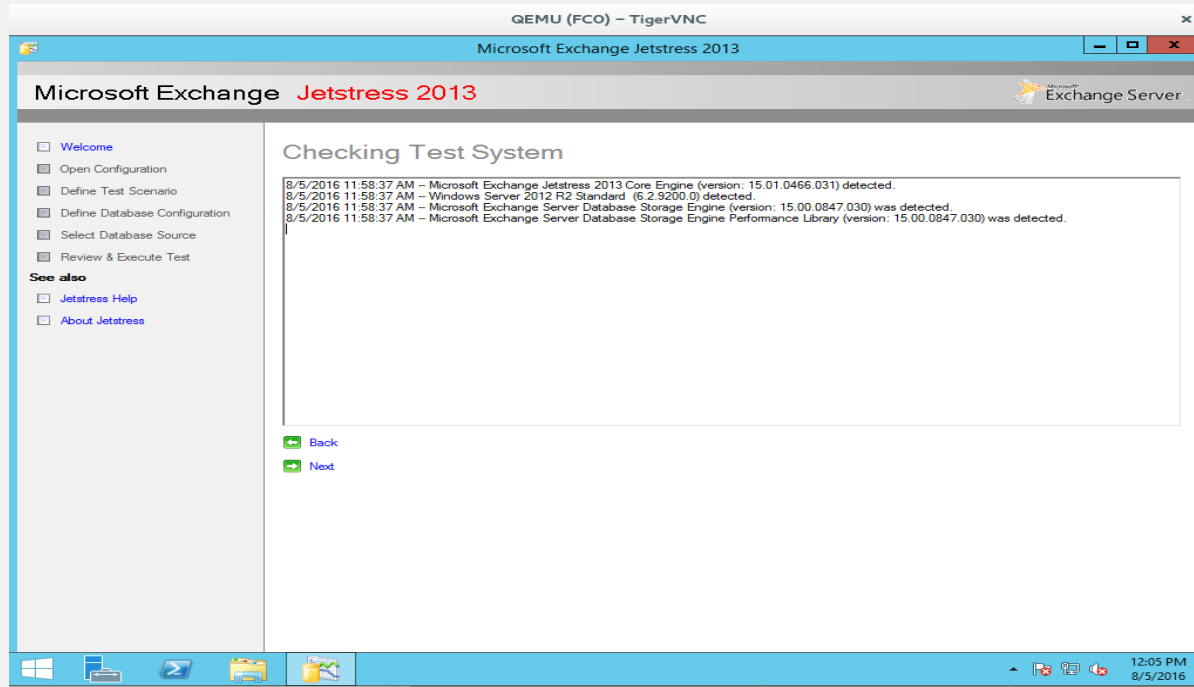 QEMU (FCO) – TigerVNC
Microsoft Exchange Jetstress 2013
Microsoft Exchange Jetstress 2013
Microsoft
Exchange Server
Welcome
Open Configuration
Define Test Scenario
Define Database Configuration
Select Database Source
Review & Execute Test
See also
Jetstress Help
About Jetstress
Checking Test System
8/5/2016 11:58:37 AM -- Microsoft Exchange Jetstress 2013 Core Engine (version: 15.01.0466.031) detected.
8/5/2016 11:58:37 AM -- Windows Server 2012 R2 Standard  (6.2.9200.0) detected.
8/5/2016 11:58:37 AM -- Microsoft Exchange Server Database Storage Engine (version: 15.00.0847.030) was detected.
8/5/2016 11:58:37 AM -- Microsoft Exchange Server Database Storage Engine Performance Library (version: 15.00.0847.030) was detected.
Back
Next
12:05 PM
8/5/2016